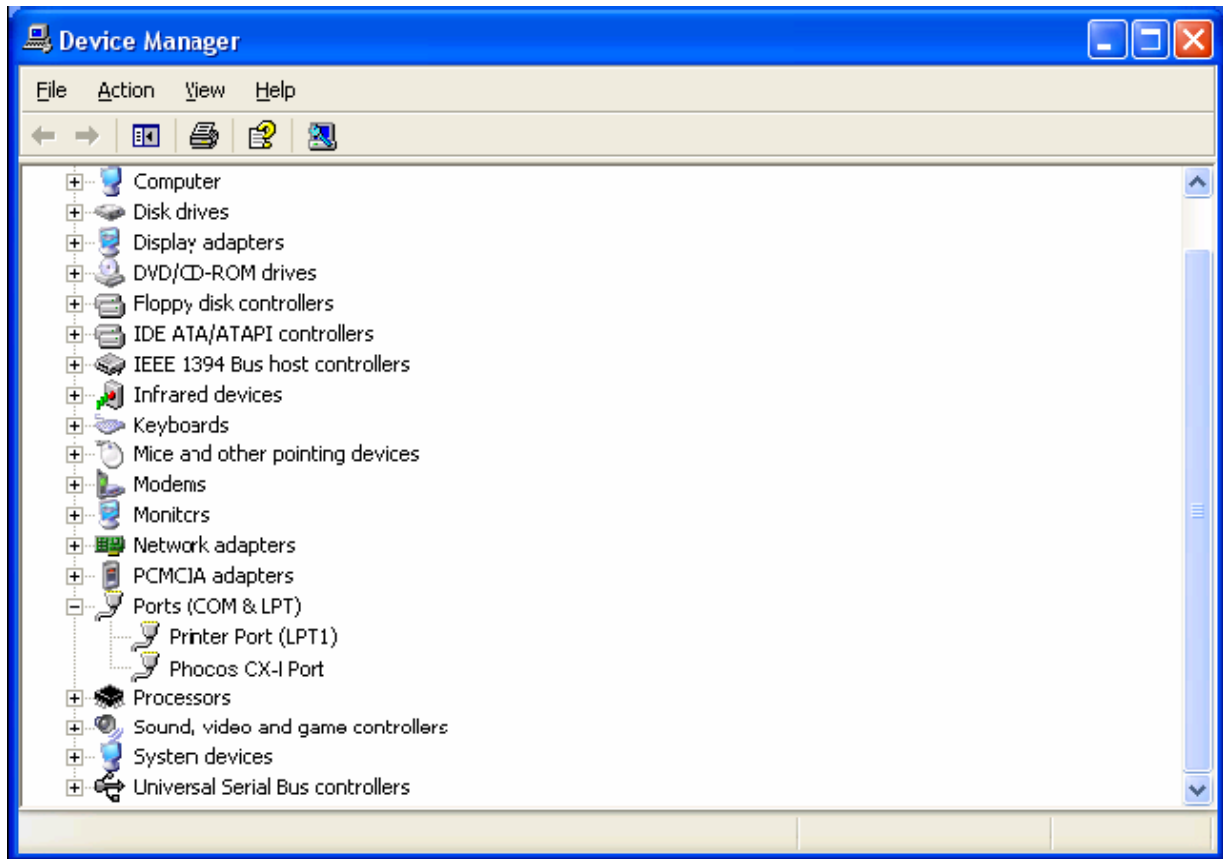 Device Manager
File Action View Help
Computer
Disk drives
Display adapters
DVD/CD-ROM drives
Floppy disk controllers
IDE ATA/ATAPI controllers
IEEE 1394 Bus host controllers
Infrared devices
Keyboards
Mice and other pointing devices
Modems
Monitors
Network adapters
PCMCIA adapters
Ports (COM & LPT)
Printer Port (LPT1)
Phocos CX-I Port
Processors
Sound, video and game controllers
System devices
Universal Serial Bus controllers